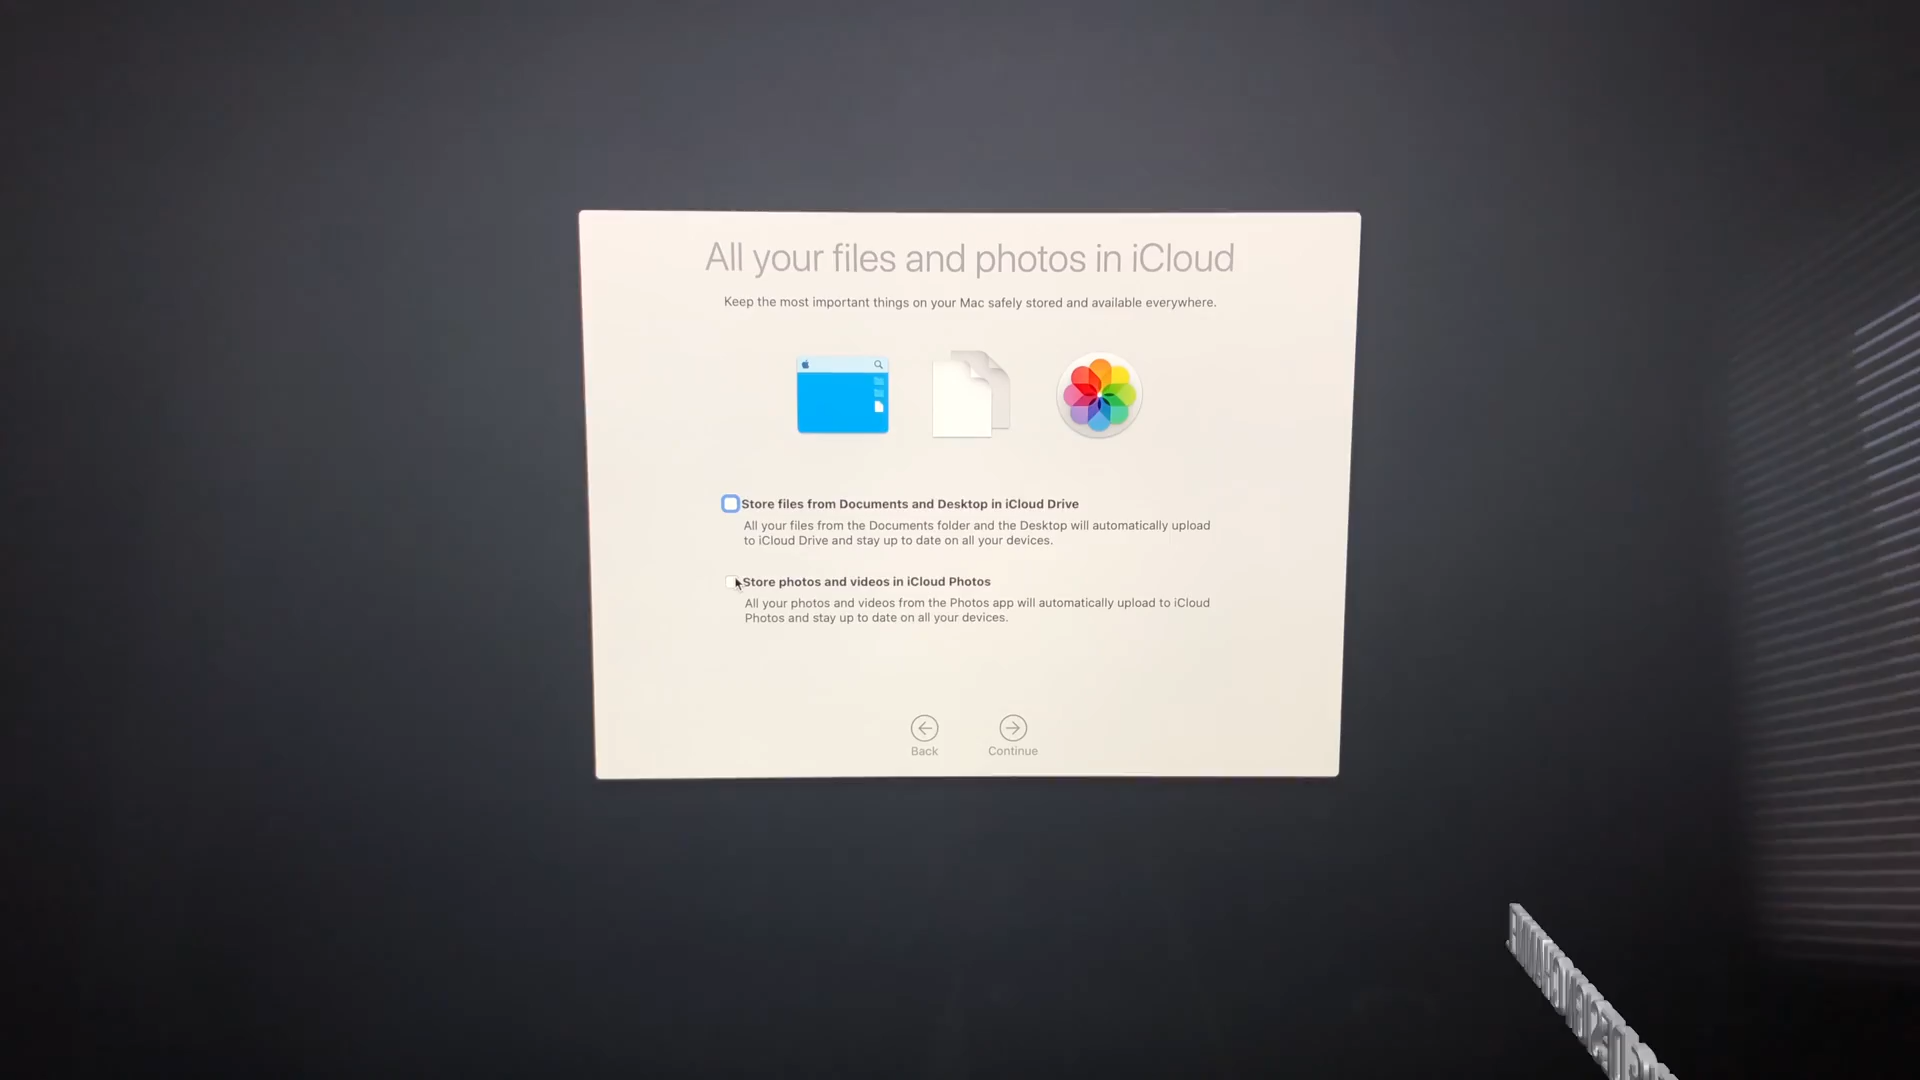 All your files and photos in iCloud
Keep the most important things on your Mac safely stored and available everywhere.
Store files from Documents and Desktop in iCloud Drive
All your files from the Documents folder and the Desktop will automatically upload
to iCloud Drive and stay up to date on all your devices.
Store photos and videos in iCloud Photos
All your photos and videos from the Photos app will automatically upload to iCloud
Photos and stay up to date on all your devices.
Back
Continue